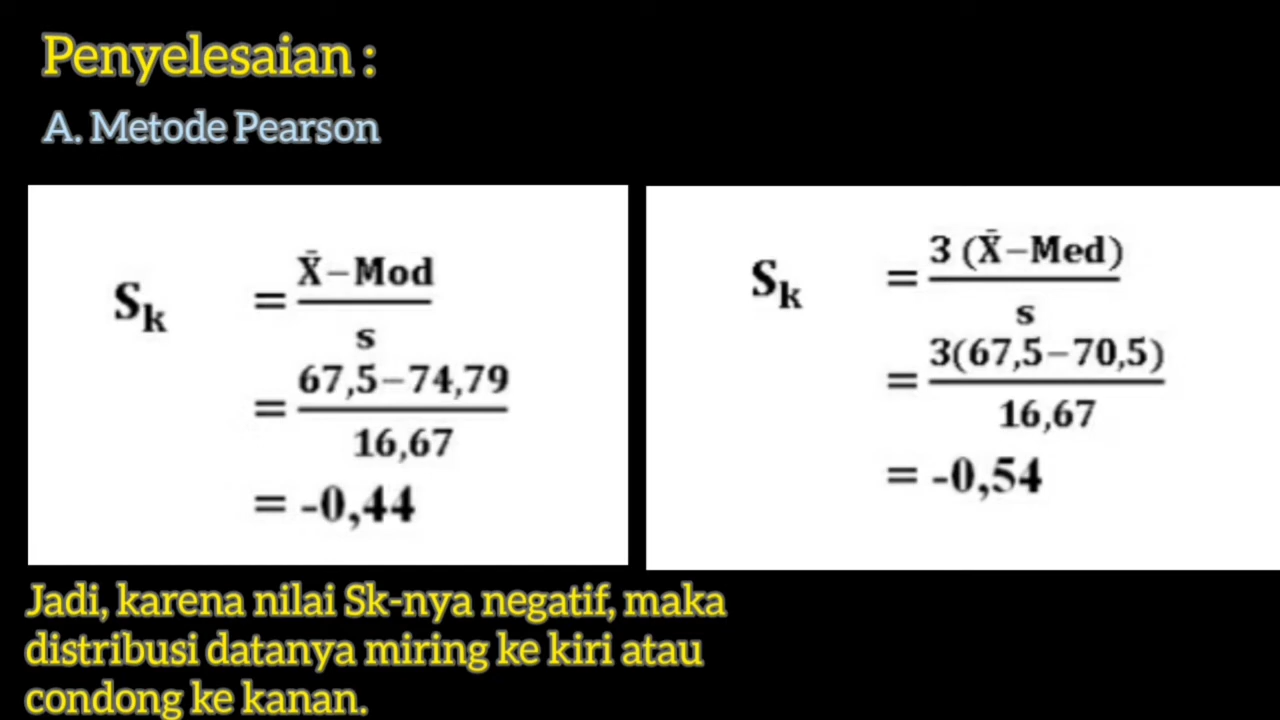 Penyelesaian :
A. Metode Pearson
Sk = X̄−Mod / s
= 67,5−74,79 / 16,67
= -0,44
Sk = 3 (X̄−Med) / s
= 3(67,5−70,5) / 16,67
= -0,54
Jadi, karena nilai Sk-nya negatif, maka
distribusi datanya miring ke kiri atau
condong ke kanan.